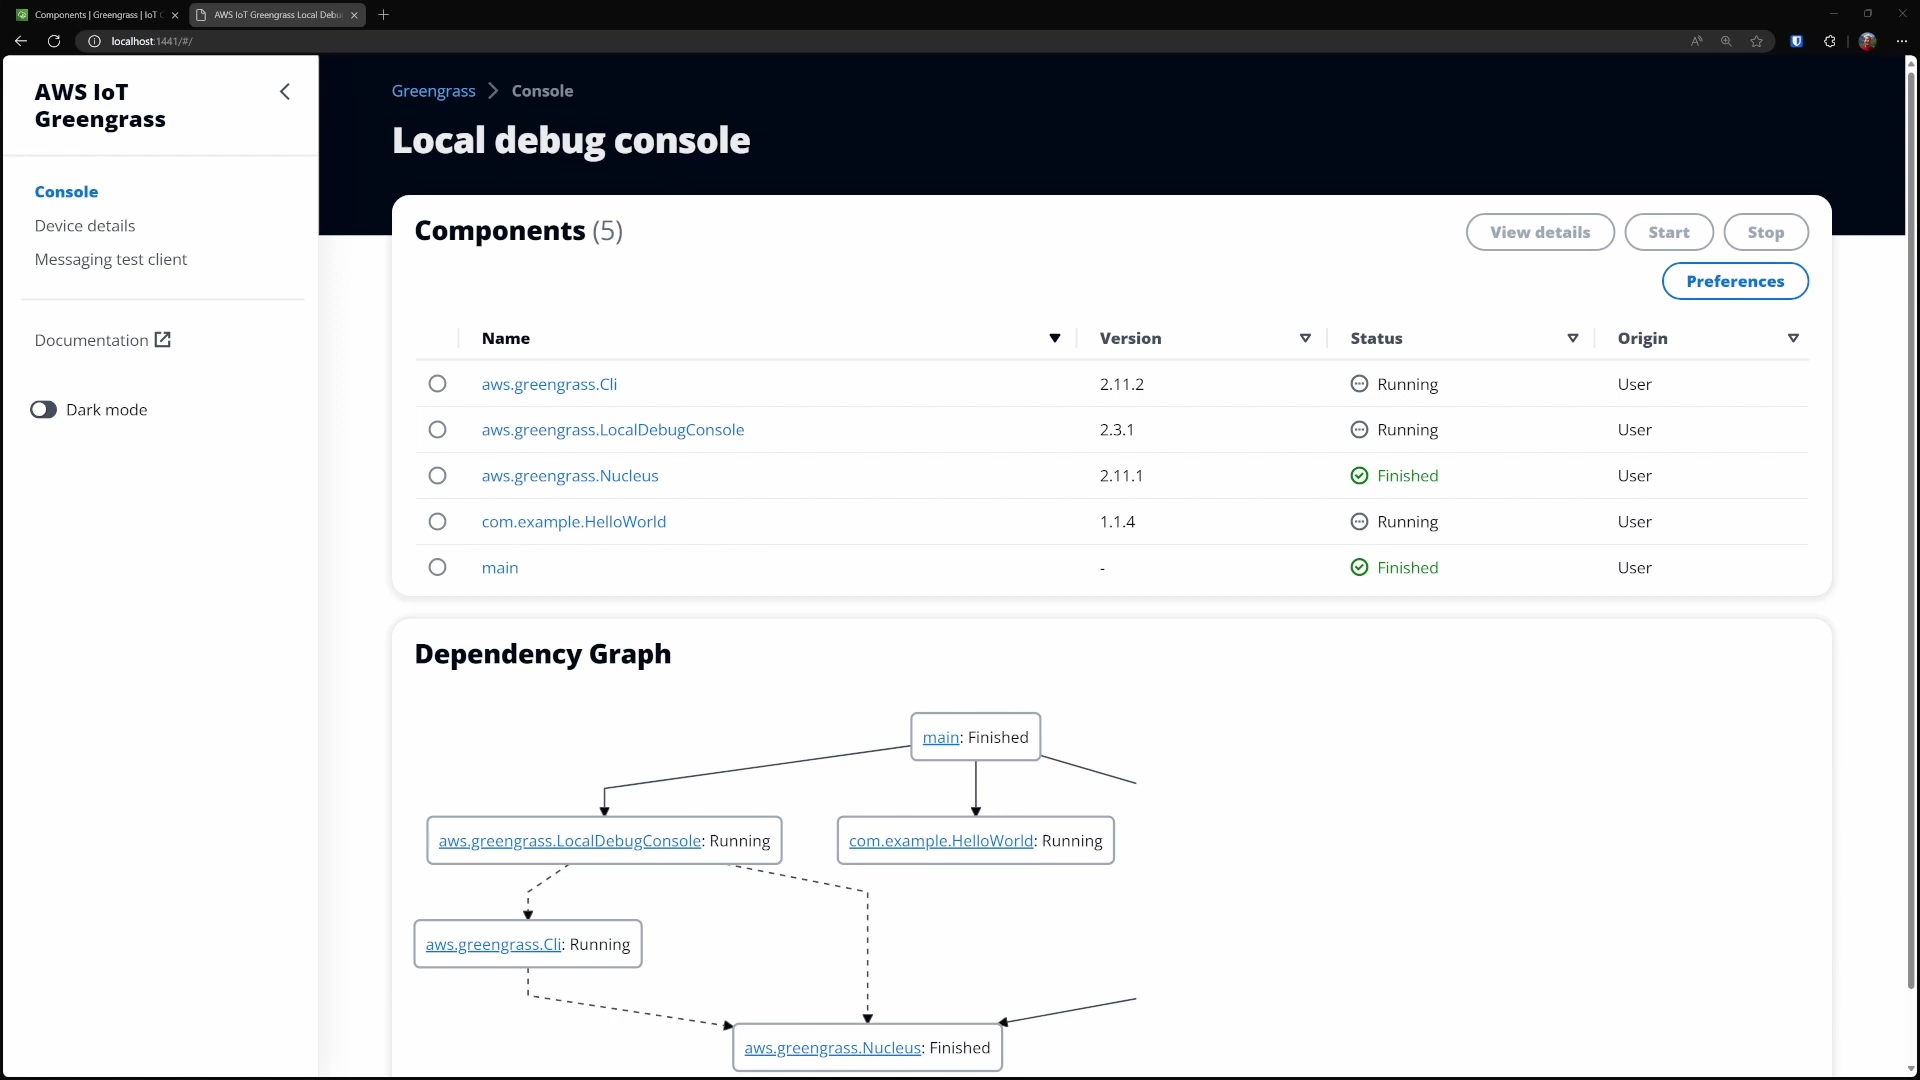 Components | Greengrass | IoT
AWS IoT Greengrass Local Debu
localhost:1441/#/
AWS IoT
Greengrass
Console
Device details
Messaging test client
Documentation
Dark mode
Greengrass
Console
Local debug console
Components (5)
View details
Start
Stop
Preferences
Name Version Status Origin
aws.greengrass.Cli 2.11.2 Running User
aws.greengrass.LocalDebugConsole 2.3.1 Running User
aws.greengrass.Nucleus 2.11.1 Finished User
com.example.HelloWorld 1.1.4 Running User
main - Finished User
Dependency Graph
main: Finished
aws.greengrass.LocalDebugConsole: Running
com.example.HelloWorld: Running
aws.greengrass.Cli: Running
aws.greengrass.Nucleus: Finished